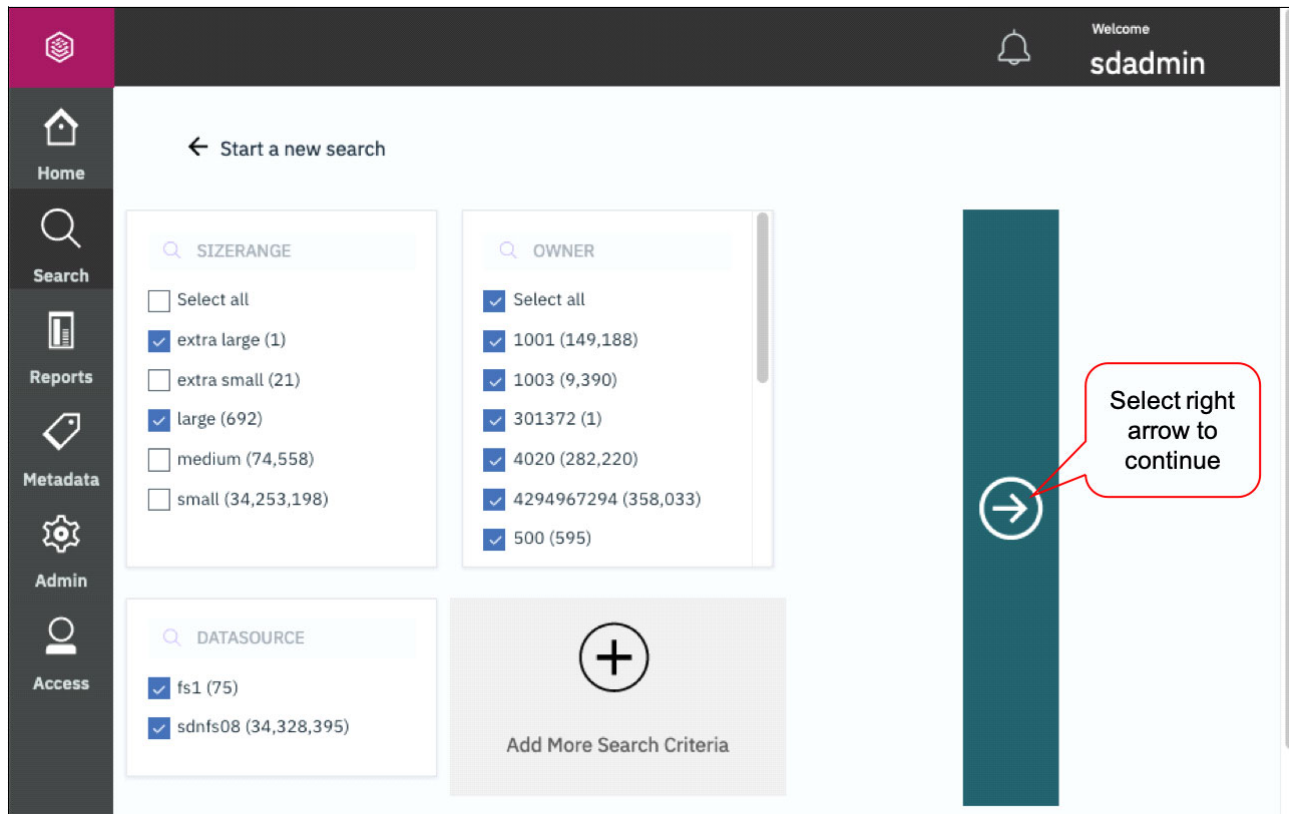 Welcome
sdadmin
Home
Search
Reports
Metadata
Admin
Access
Start a new search
SIZERANGE
Select all
extra large (1)
extra small (21)
large (692)
medium (74,558)
small (34,253,198)
OWNER
Select all
1001 (149,188)
1003 (9,390)
301372 (1)
4020 (282,220)
4294967294 (358,033)
500 (595)
DATASOURCE
fs1 (75)
sdnfs08 (34,328,395)
Add More Search Criteria
Select right
arrow to
continue